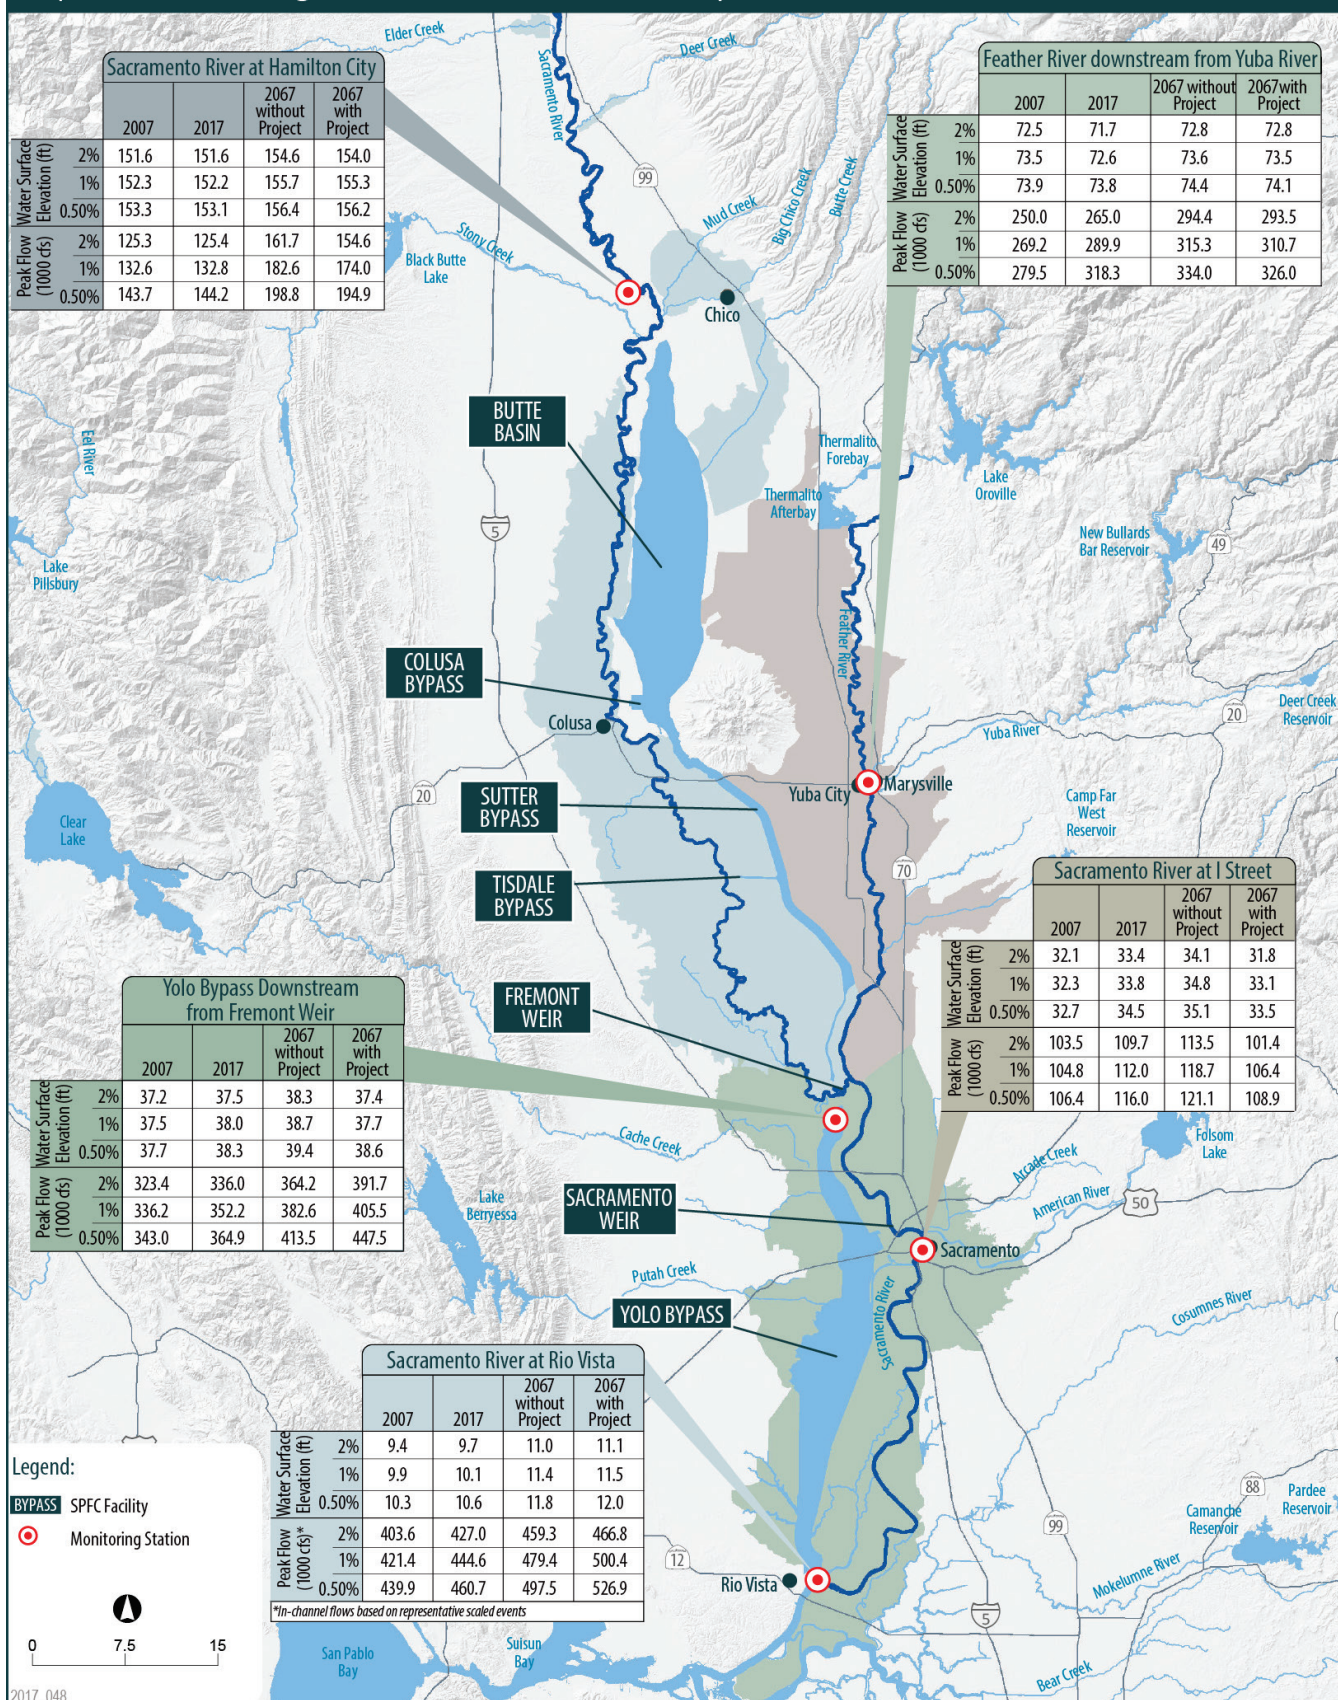 Elder Creek
Deer Creek
Sacramento River
Sacramento River at Hamilton City
2007 2017 2067 without Project 2067 with Project
Water Surface Elevation (ft)
2% 151.6 151.6 154.6 154.0
1% 152.3 152.2 155.7 155.3
0.50% 153.3 153.1 156.4 156.2
Peak Flow (1000 cfs)
2% 125.3 125.4 161.7 154.6
1% 132.6 132.8 182.6 174.0
0.50% 143.7 144.2 198.8 194.9
Feather River downstream from Yuba River
2007 2017 2067 without Project 2067with Project
Water Surface Elevation (ft)
2% 72.5 71.7 72.8 72.8
1% 73.5 72.6 73.6 73.5
0.50% 73.9 73.8 74.4 74.1
Peak Flow (1000 cfs)
2% 250.0 265.0 294.4 293.5
1% 269.2 289.9 315.3 310.7
0.50% 279.5 318.3 334.0 326.0
99
Mud Creek
Big Chico Creek
Butte Creek
Stony Creek
Black Butte
Lake
Chico
BUTTE
BASIN
Eel River
Thermalito
Forebay
Lake
Oroville
Thermalito
Afterbay
5
New Bullards
Bar Reservoir
49
Lake
Pillsbury
Feather River
COLUSA
BYPASS
Colusa
20
Deer Creek
Reservoir
Yuba River
Yuba City
Marysville
20
SUTTER
BYPASS
Camp Far
West
Reservoir
Clear
Lake
70
TISDALE
BYPASS
Sacramento River at I Street
2007 2017 2067 without Project 2067 with Project
Water Surface Elevation (ft)
2% 32.1 33.4 34.1 31.8
1% 32.3 33.8 34.8 33.1
0.50% 32.7 34.5 35.1 33.5
Peak Flow (1000 cfs)
2% 103.5 109.7 113.5 101.4
1% 104.8 112.0 118.7 106.4
0.50% 106.4 116.0 121.1 108.9
FREMONT
WEIR
Yolo Bypass Downstream
from Fremont Weir
2007 2017 2067 without Project 2067 with Project
Water Surface Elevation (ft)
2% 37.2 37.5 38.3 37.4
1% 37.5 38.0 38.7 37.7
0.50% 37.7 38.3 39.4 38.6
Peak Flow (1000 cfs)
2% 323.4 336.0 364.2 391.7
1% 336.2 352.2 382.6 405.5
0.50% 343.0 364.9 413.5 447.5
Cache Creek
Folsom
Lake
Arcade Creek
American River
50
Lake
Berryessa
SACRAMENTO
WEIR
Sacramento
Putah Creek
Sacramento River
Cosumnes River
YOLO BYPASS
Sacramento River at Rio Vista
2007 2017 2067 without Project 2067 with Project
Water Surface Elevation (ft)
2% 9.4 9.7 11.0 11.1
1% 9.9 10.1 11.4 11.5
0.50% 10.3 10.6 11.8 12.0
Peak Flow (1000 cfs)*
2% 403.6 427.0 459.3 466.8
1% 421.4 444.6 479.4 500.4
0.50% 439.9 460.7 497.5 526.9
*In-channel flows based on representative scaled events
Legend:
BYPASS SPFC Facility
Monitoring Station
0 7.5 15
2017_048
88
Pardee
Reservoir
Camanche
Reservoir
99
12
Rio Vista
Mokelumne River
5
San Pablo
Bay
Suisun
Bay
Bear Creek